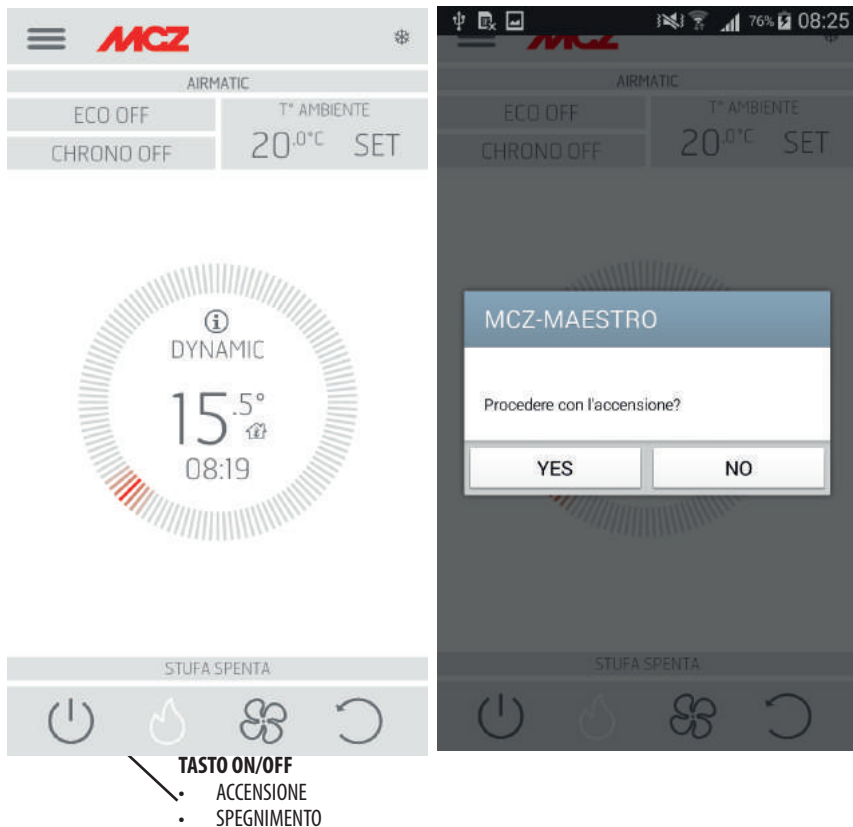 MCZ
AIRMATIC
ECO OFF
T° AMBIENTE
CHRONO OFF
20.0°C SET
DYNAMIC
15.5°
08:19
STUFA SPENTA
TASTO ON/OFF
• ACCENSIONE
• SPEGNIMENTO
76% 08:25
MCZ
AIRMATIC
ECO OFF
T° AMBIENTE
CHRONO OFF
20.0°C SET
MCZ-MAESTRO
Procedere con l'accensione?
YES NO
STUFA SPENTA